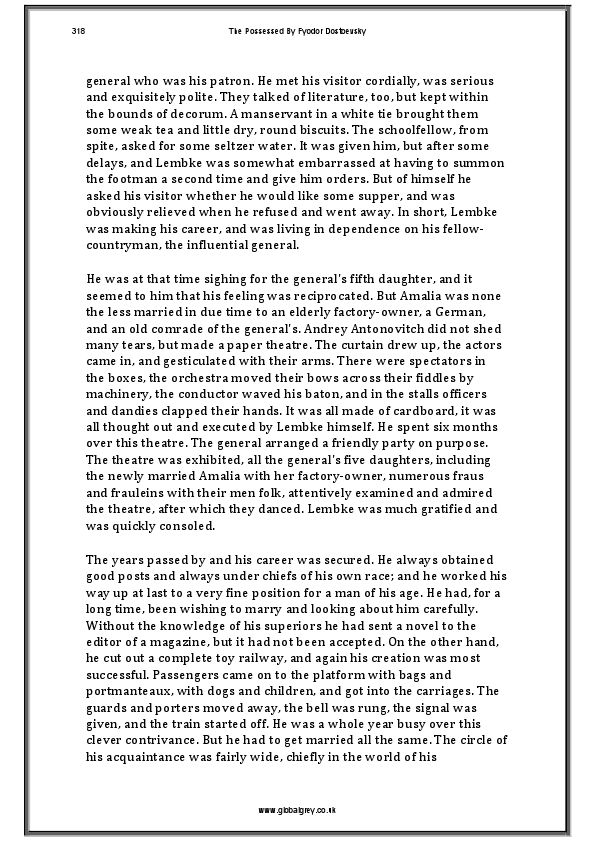 318
The Possessed By Fyodor Dostoevsky
general who was his patron. He met his visitor cordially, was serious
and exquisitely polite. They talked of literature, too, but kept within
the bounds of decorum. A manservant in a white tie brought them
some weak tea and little dry, round biscuits. The schoolfellow, from
spite, asked for some seltzer water. It was given him, but after some
delays, and Lembke was somewhat embarrassed at having to summon
the footman a second time and give him orders. But of himself he
asked his visitor whether he would like some supper, and was
obviously relieved when he refused and went away. In short, Lembke
was making his career, and was living in dependence on his fellow-
countryman, the influential general.
He was at that time sighing for the general's fifth daughter, and it
seemed to him that his feeling was reciprocated. But Amalia was none
the less married in due time to an elderly factory-owner, a German,
and an old comrade of the general's. Andrey Antonovitch did not shed
many tears, but made a paper theatre. The curtain drew up, the actors
came in, and gesticulated with their arms. There were spectators in
the boxes, the orchestra moved their bows across their fiddles by
machinery, the conductor waved his baton, and in the stalls officers
and dandies clapped their hands. It was all made of cardboard, it was
all thought out and executed by Lembke himself. He spent six months
over this theatre. The general arranged a friendly party on purpose.
The theatre was exhibited, all the general's five daughters, including
the newly married Amalia with her factory-owner, numerous fraus
and frauleins with their men folk, attentively examined and admired
the theatre, after which they danced. Lembke was much gratified and
was quickly consoled.
The years passed by and his career was secured. He always obtained
good posts and always under chiefs of his own race; and he worked his
way up at last to a very fine position for a man of his age. He had, for a
long time, been wishing to marry and looking about him carefully.
Without the knowledge of his superiors he had sent a novel to the
editor of a magazine, but it had not been accepted. On the other hand,
he cut out a complete toy railway, and again his creation was most
successful. Passengers came on to the platform with bags and
portmanteaux, with dogs and children, and got into the carriages. The
guards and porters moved away, the bell was rung, the signal was
given, and the train started off. He was a whole year busy over this
clever contrivance. But he had to get married all the same. The circle of
his acquaintance was fairly wide, chiefly in the world of his
www.globalgrey.co.uk